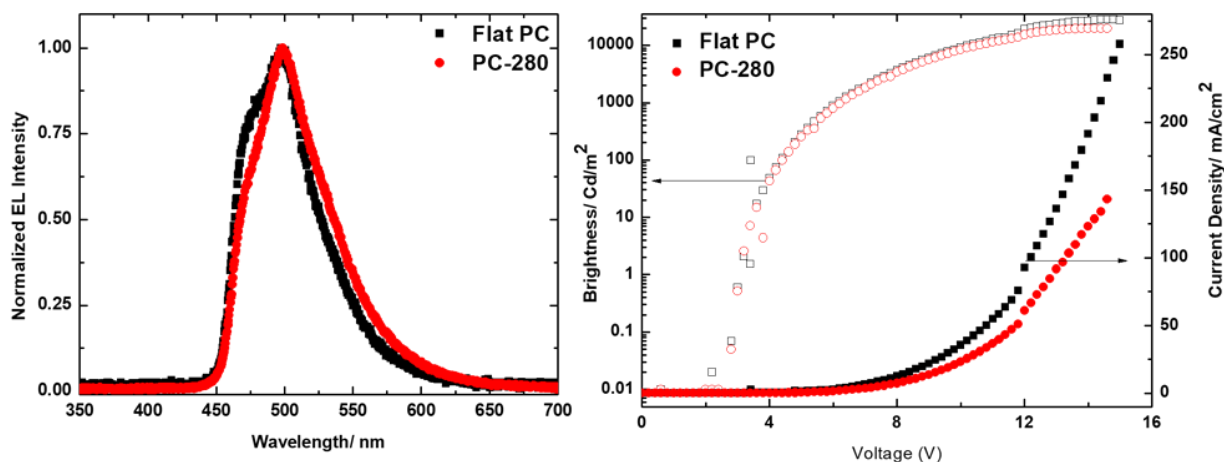 Normalized EL Intensity
1.00
0.75
0.50
0.25
0.00
Flat PC
PC-280
350 400 450 500 550 600 650 700
Wavelength/ nm
Brightness/ Cd/m²
10000
1000
100
10
1
0.1
0.01
Flat PC
PC-280
250
200
150
100
50
0
Current Density/ mA/cm²
0 4 8 12 16
Voltage (V)